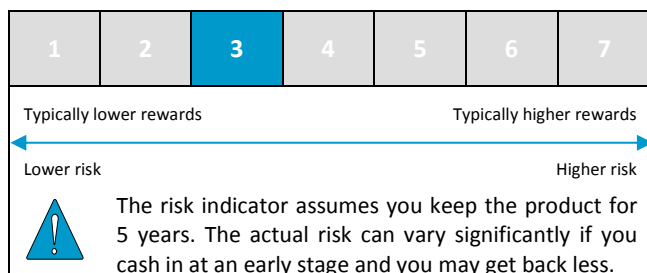 1 2 3 4 5 6 7
Typically lower rewards Typically higher rewards
Lower risk Higher risk
The risk indicator assumes you keep the product for
5 years. The actual risk can vary significantly if you
cash in at an early stage and you may get back less.